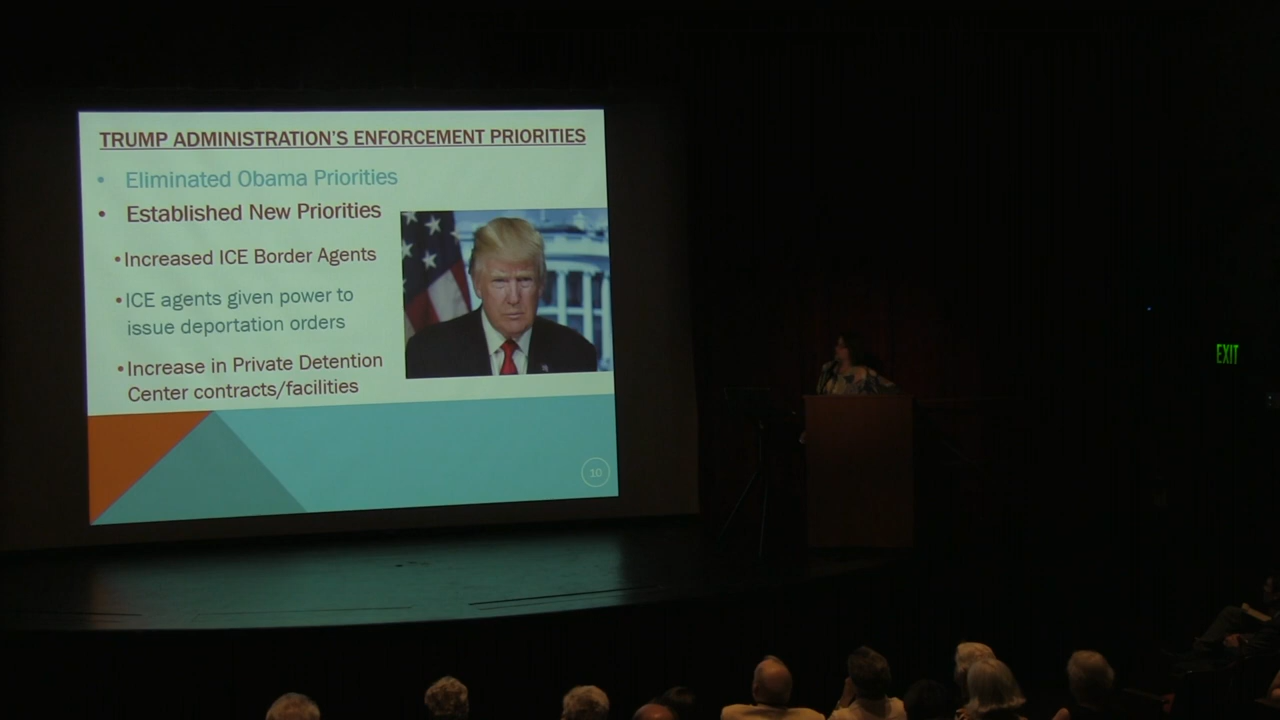 TRUMP ADMINISTRATION'S ENFORCEMENT PRIORITIES
• Eliminated Obama Priorities
• Established New Priorities
•Increased ICE Border Agents
•ICE agents given power to
issue deportation orders
•Increase in Private Detention
Center contracts/facilities
10
EXIT